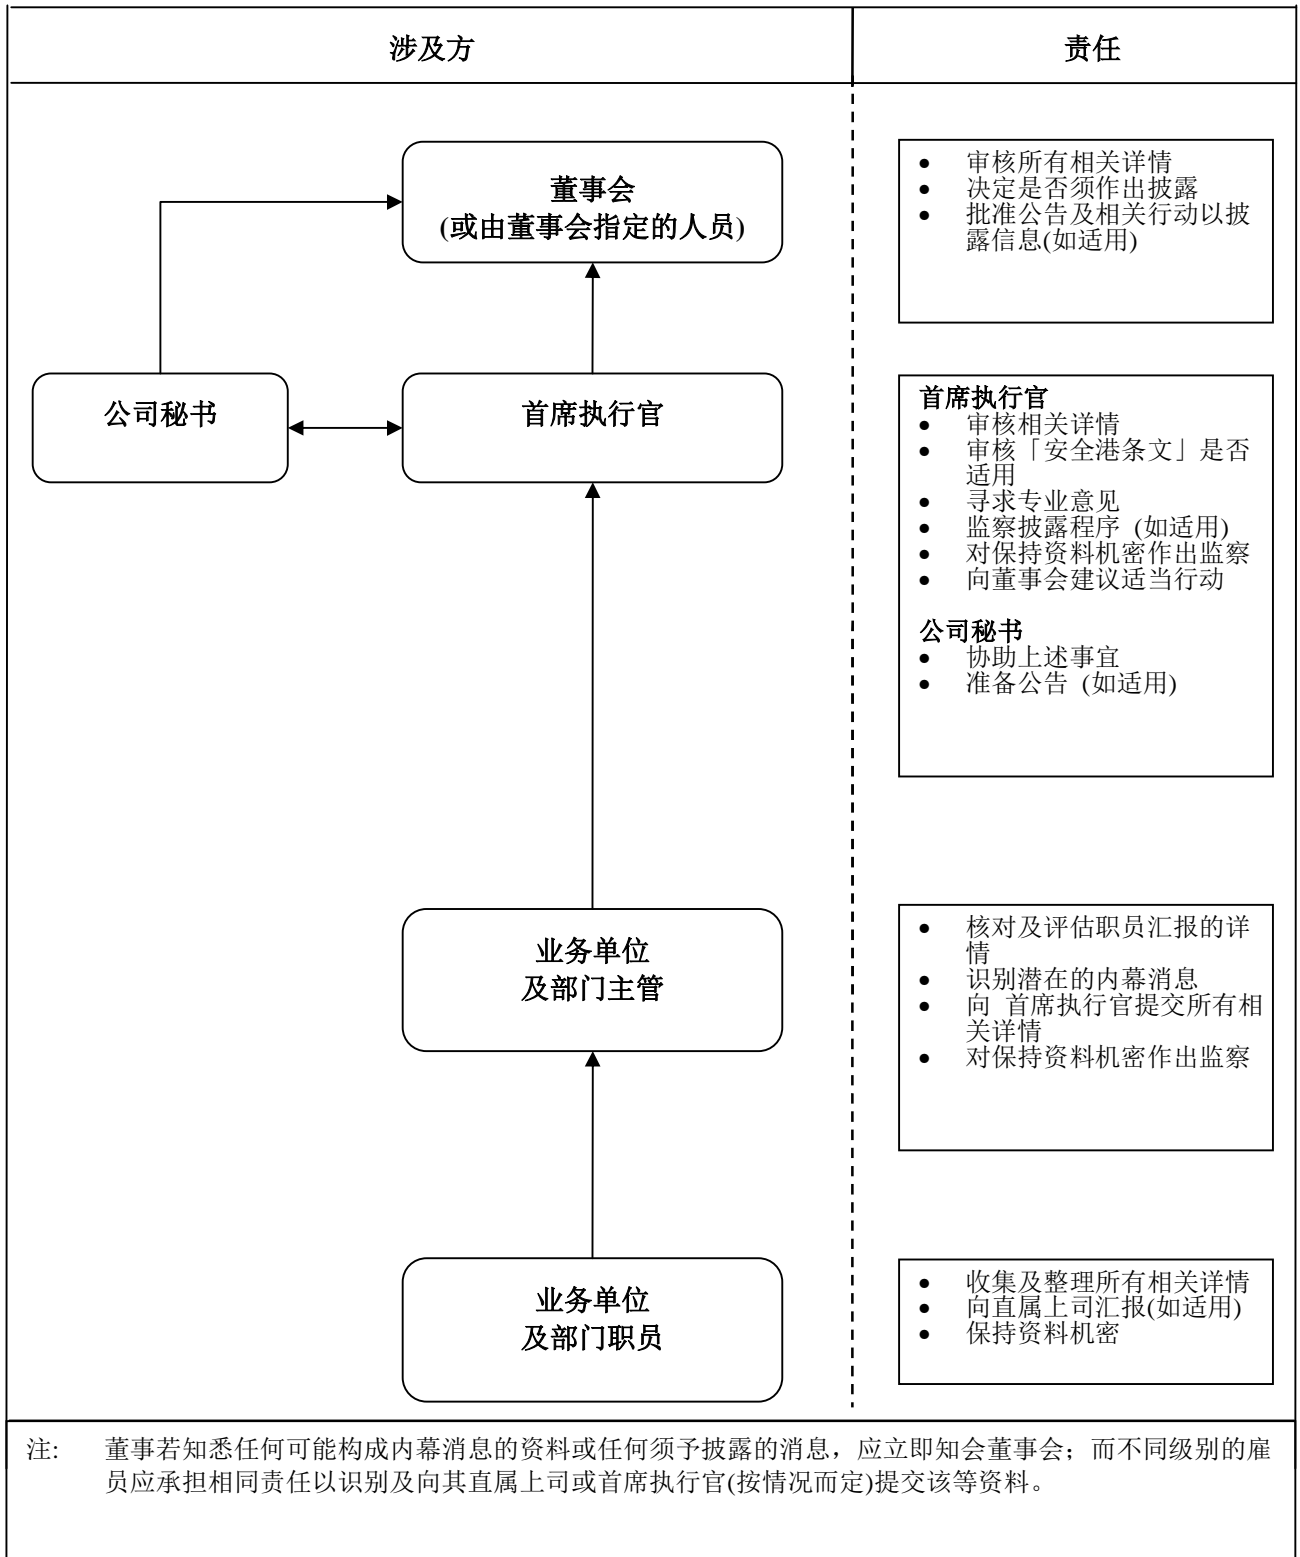 涉及方
责任
董事会
(或由董事会指定的人员)
● 审核所有相关详情
● 决定是否须作出披露
● 批准公告及相关行动以披
露信息(如适用)
公司秘书
首席执行官
首席执行官
● 审核相关详情
● 审核「安全港条文」是否
适用
● 寻求专业意见
● 监察披露程序 (如适用)
● 对保持资料机密作出监察
● 向董事会建议适当行动
公司秘书
● 协助上述事宜
● 准备公告 (如适用)
业务单位
及部门主管
● 核对及评估职员汇报的详
情
● 识别潜在的内幕消息
● 向 首席执行官提交所有相
关详情
● 对保持资料机密作出监察
业务单位
及部门职员
● 收集及整理所有相关详情
● 向直属上司汇报(如适用)
● 保持资料机密
注: 董事若知悉任何可能构成内幕消息的资料或任何须予披露的消息，应立即知会董事会；而不同级别的雇
员应承担相同责任以识别及向其直属上司或首席执行官(按情况而定)提交该等资料。